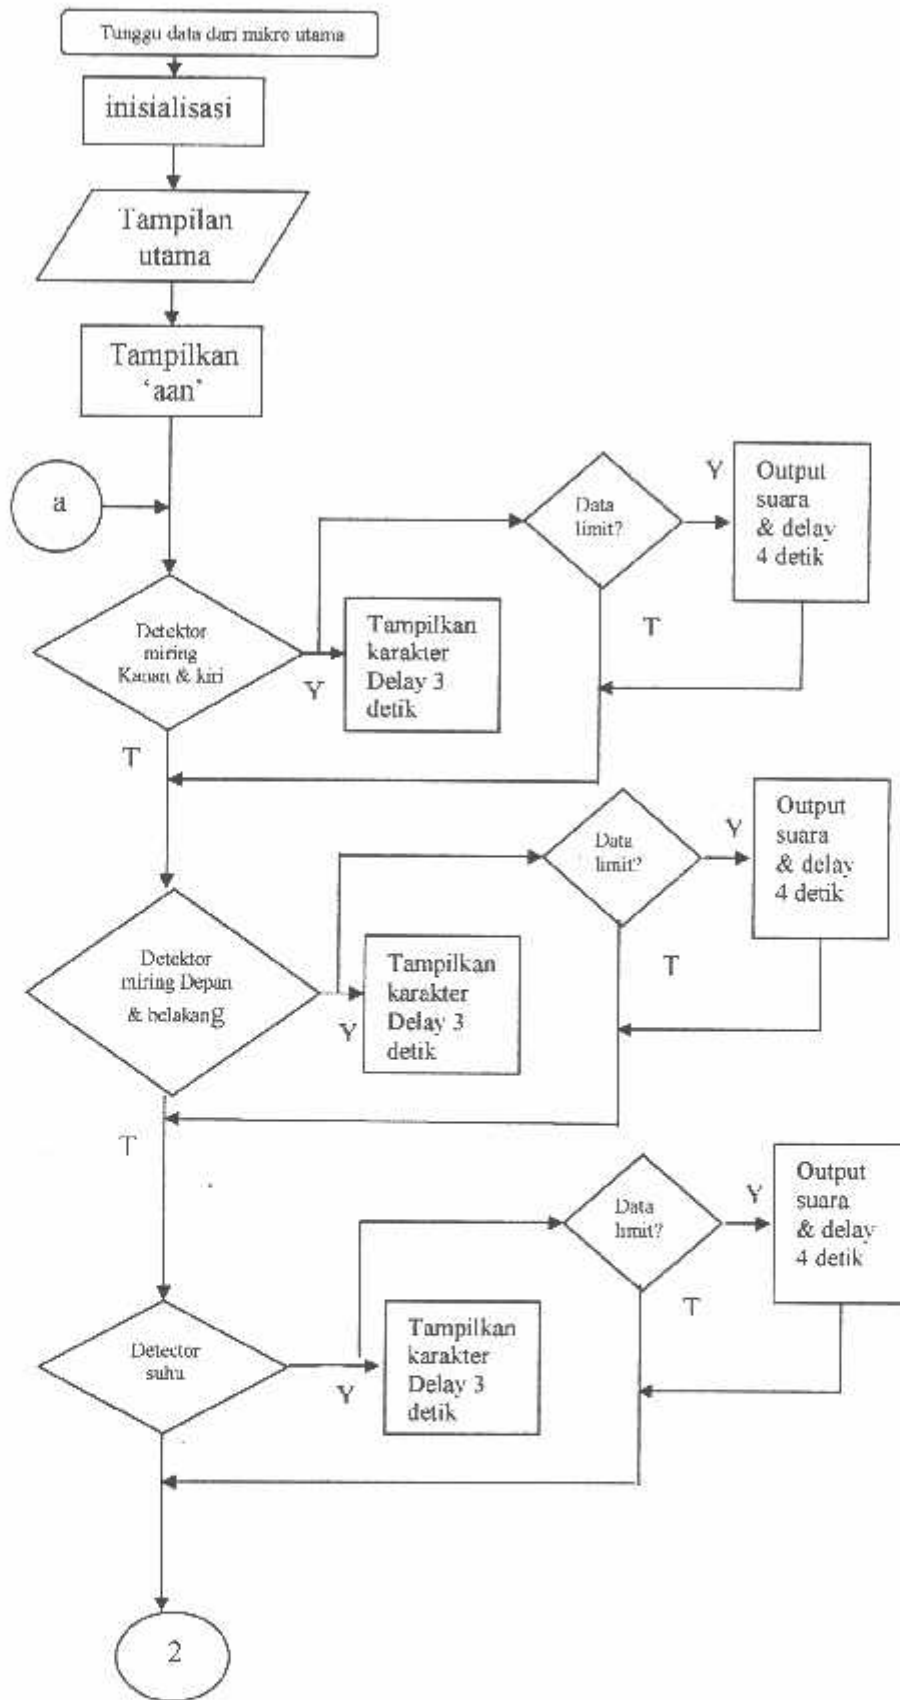 Tunggu data dari mikro utama
inisialisasi
Tampilan
utama
Tampilkan
‘aan’
a
Data
limit?
Y
Output
suara
& delay
4 detik
T
Detektor
miring
Kanan & kiri
Y
Tampilkan
karakter
Delay 3
detik
T
Data
limit?
Y
Output
suara
& delay
4 detik
T
Detektor
miring Depan
& belakang
Y
Tampilkan
karakter
Delay 3
detik
T
Data
limit?
Y
Output
suara
& delay
4 detik
T
Detector
suhu
Y
Tampilkan
karakter
Delay 3
detik
2